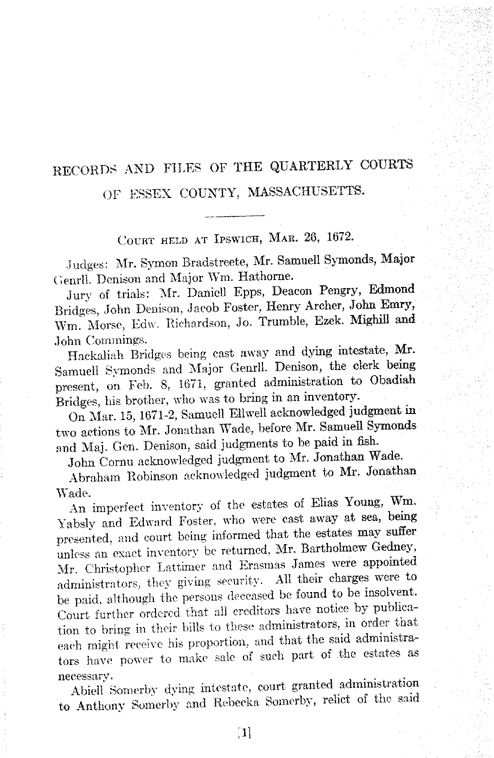 RECORDS AND FILES OF THE QUARTERLY COURTS
OF ESSEX COUNTY, MASSACHUSETTS.
COURT HELD AT IPSWICH, MAR. 26, 1672.
Judges: Mr. Symon Bradstreete, Mr. Samuell Symonds, Major
Genrll. Denison and Major Wm. Hathorne.
Jury of trials: Mr. Daniell Epps, Deacon Pengry, Edmond
Bridges, John Denison, Jacob Foster, Henry Archer, John Emry,
Wm. Morse, Edw. Richardson, Jo. Trumble, Ezek. Mighill and
John Commings.
Hackaliah Bridges being cast away and dying intestate, Mr.
Samuell Symonds and Major Genrll. Denison, the clerk being
present, on Feb. 8, 1671, granted administration to Obadiah
Bridges, his brother, who was to bring in an inventory.
On Mar. 15, 1671-2, Samuell Ellwell acknowledged judgment in
two actions to Mr. Jonathan Wade, before Mr. Samuell Symonds
and Maj. Gen. Denison, said judgments to be paid in fish.
John Cornu acknowledged judgment to Mr. Jonathan Wade.
Abraham Robinson acknowledged judgment to Mr. Jonathan
Wade.
An imperfect inventory of the estates of Elias Young, Wm.
Yabsly and Edward Foster, who were cast away at sea, being
presented, and court being informed that the estates may suffer
unless an exact inventory be returned, Mr. Bartholmew Gedney,
Mr. Christopher Lattimer and Erasmas James were appointed
administrators, they giving security. All their charges were to
be paid, although the persons deceased be found to be insolvent.
Court further ordered that all creditors have notice by publica-
tion to bring in their bills to these administrators, in order that
each might receive his proportion, and that the said administra-
tors have power to make sale of such part of the estates as
necessary.
Abiell Somerby dying intestate, court granted administration
to Anthony Somerby and Rebecka Somerby, relict of the said
[1]